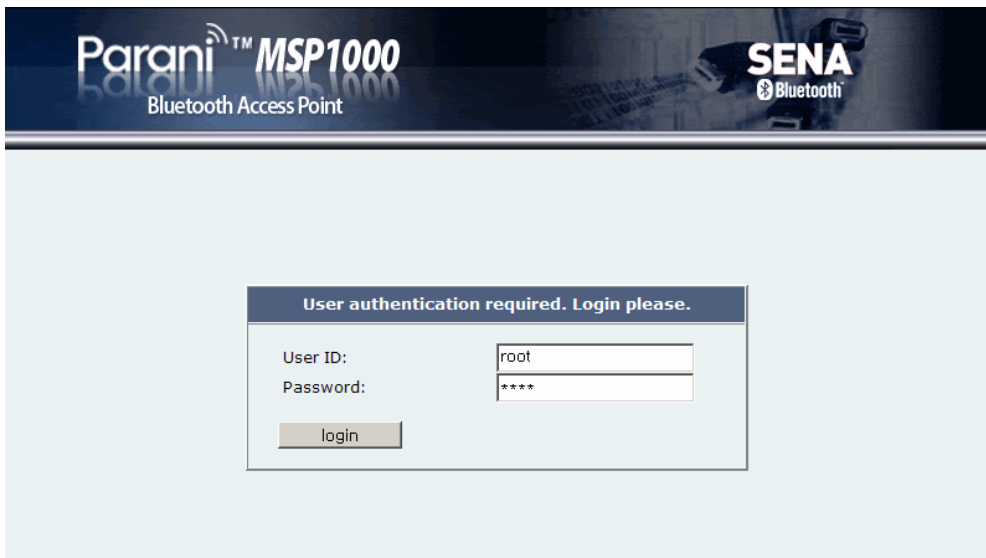 Parani™ MSP1000
Bluetooth Access Point
SENA
Bluetooth
User authentication required. Login please.
User ID: root
Password: ****
login